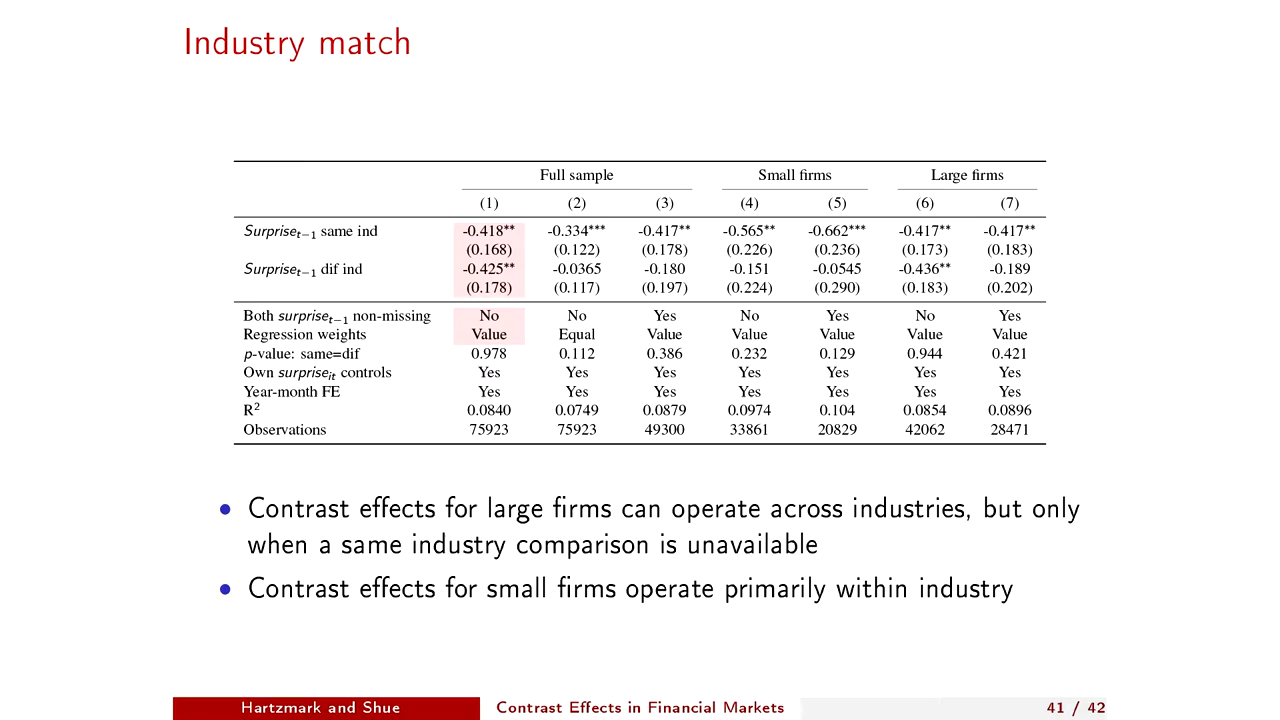 Industry match
Full sample Small firms Large firms
(1) (2) (3) (4) (5) (6) (7)
Surpriset−1 same ind -0.418** -0.334*** -0.417** -0.565** -0.662*** -0.417** -0.417**
(0.168) (0.122) (0.178) (0.226) (0.236) (0.173) (0.183)
Surpriset−1 dif ind -0.425** -0.0365 -0.180 -0.151 -0.0545 -0.436** -0.189
(0.178) (0.117) (0.197) (0.224) (0.290) (0.183) (0.202)
Both surpriset−1 non-missing No No Yes No Yes No Yes
Regression weights Value Equal Value Value Value Value Value
p-value: same=dif 0.978 0.112 0.386 0.232 0.129 0.944 0.421
Own surpriseit controls Yes Yes Yes Yes Yes Yes Yes
Year-month FE Yes Yes Yes Yes Yes Yes Yes
R2 0.0840 0.0749 0.0879 0.0974 0.104 0.0854 0.0896
Observations 75923 75923 49300 33861 20829 42062 28471
• Contrast effects for large firms can operate across industries, but only
when a same industry comparison is unavailable
• Contrast effects for small firms operate primarily within industry
Hartzmark and Shue Contrast Effects in Financial Markets 41 / 42